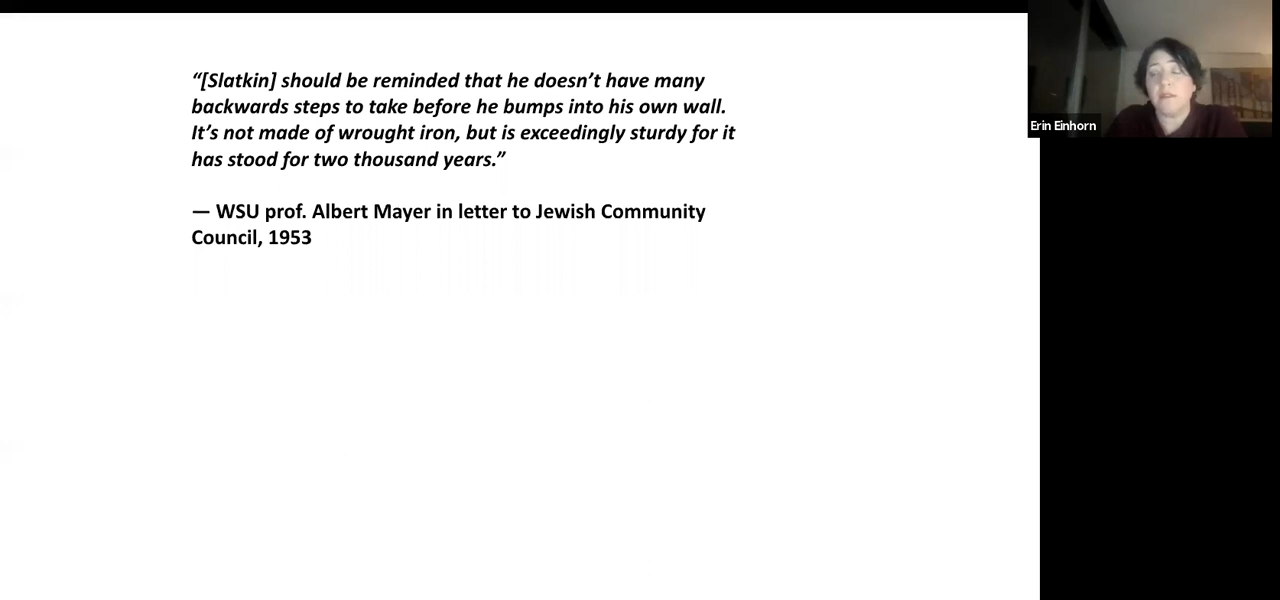 “[Slatkin] should be reminded that he doesn’t have many
backwards steps to take before he bumps into his own wall.
It’s not made of wrought iron, but is exceedingly sturdy for it
has stood for two thousand years.”
— WSU prof. Albert Mayer in letter to Jewish Community
Council, 1953
Erin Einhorn